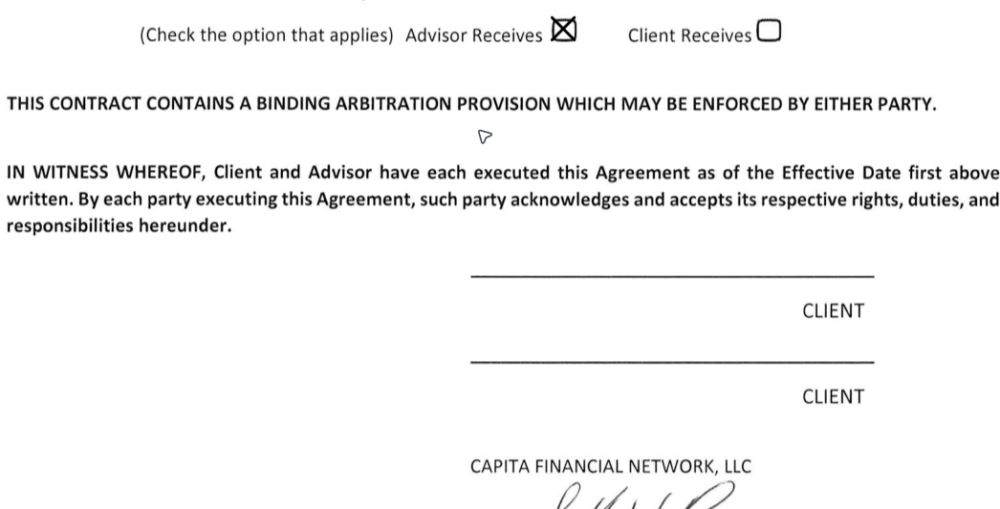 (Check the option that applies) Advisor Receives ☒ Client Receives ☐
THIS CONTRACT CONTAINS A BINDING ARBITRATION PROVISION WHICH MAY BE ENFORCED BY EITHER PARTY.
IN WITNESS WHEREOF, Client and Advisor have each executed this Agreement as of the Effective Date first above
written. By each party executing this Agreement, such party acknowledges and accepts its respective rights, duties, and
responsibilities hereunder.
CLIENT
CLIENT
CAPITA FINANCIAL NETWORK, LLC